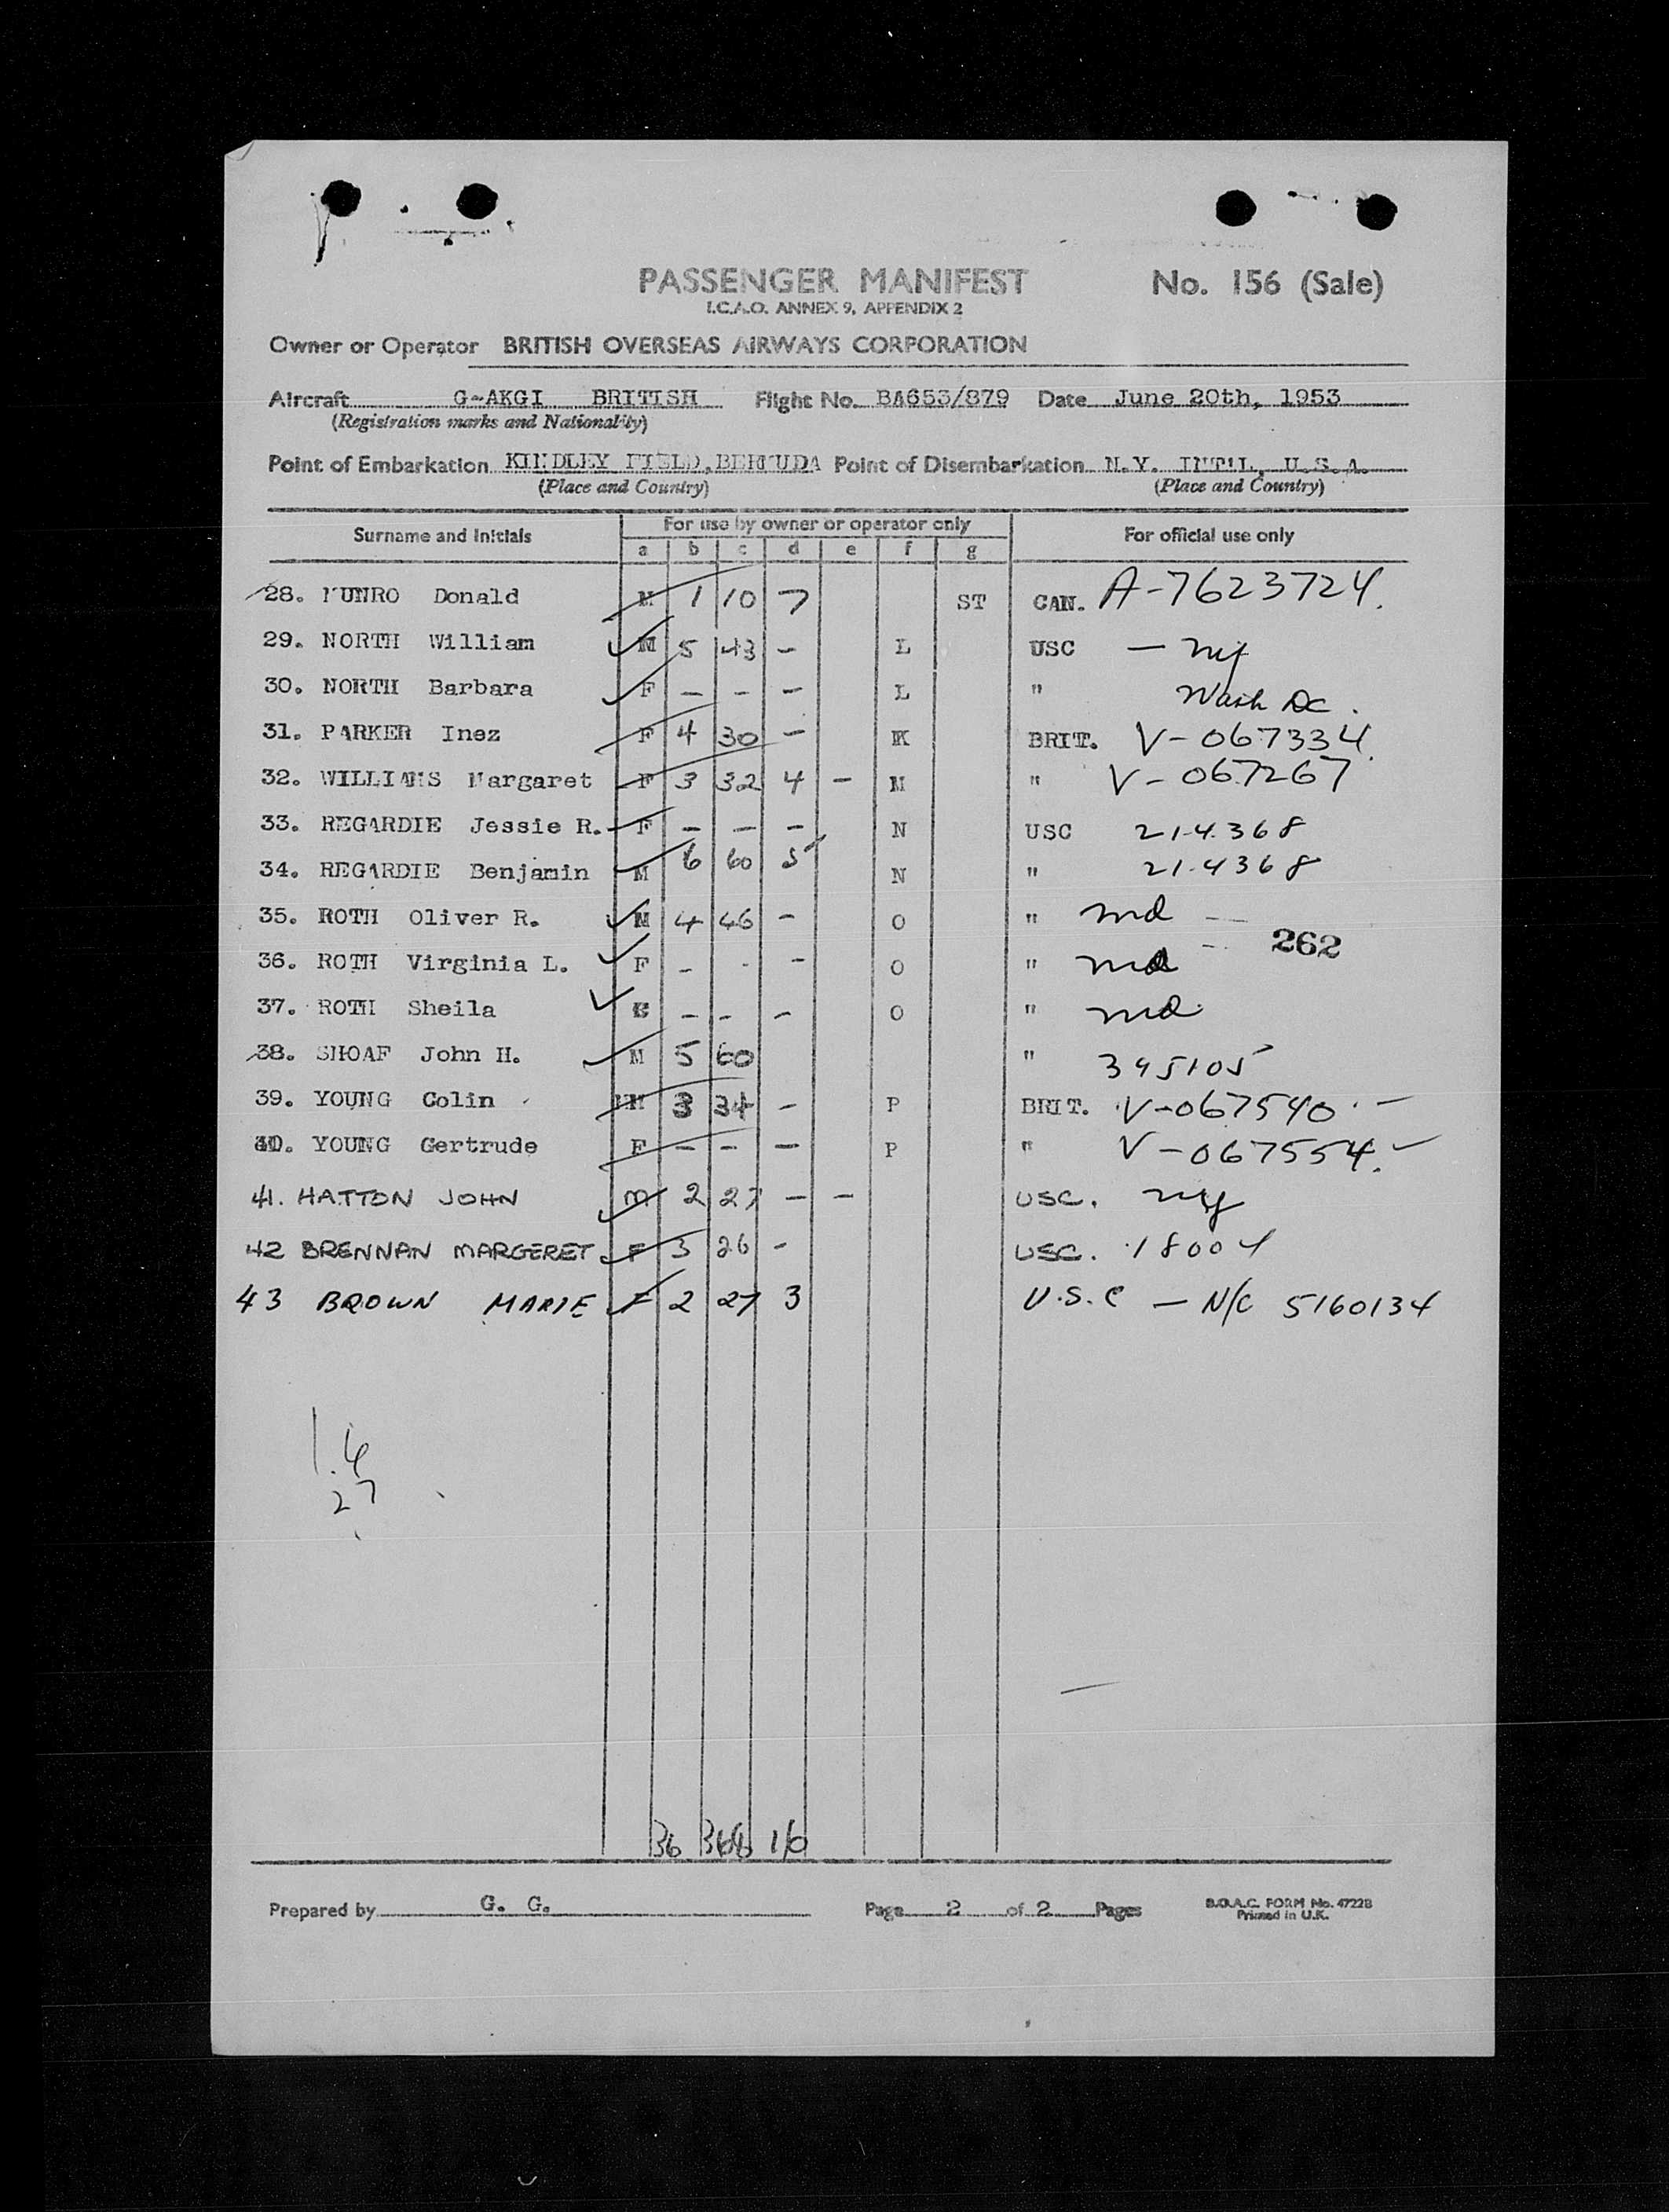 PASSENGER MANIFEST No. 156 (Sale)
I.C.A.O. ANNEX 9, APPENDIX 2
Owner or Operator BRITISH OVERSEAS AIRWAYS CORPORATION
Aircraft G-AKGI BRITISH Flight No. BA653/879 Date June 20th, 1953
(Registration marks and Nationality)
Point of Embarkation KINDLEY FIELD, BERMUDA Point of Disembarkation N.Y. INT'L, U.S.A.
(Place and Country) (Place and Country)
Surname and Initials For use by owner or operator only For official use only
a b c d e f g
28. MUNRO Donald M 1 10 7 ST CAN. A-7623724.
29. NORTH William M 5 43 - L USC - NY
30. NORTH Barbara F - - - L " Wash DC.
31. PARKER Inez F 4 30 - K BRIT. V-067334.
32. WILLIAMS Margaret F 3 32 4 - M " V-067267
33. REGARDIE Jessie R. F - - - N USC 214368
34. REGARDIE Benjamin M 6 60 5 N " 214368
35. ROTH Oliver R. M 4 46 - O " md -
262
36. ROTH Virginia L. F - - - O " md -
37. ROTH Sheila - - - O " md.
38. SHOAF John H. M 5 60 " 395105
39. YOUNG Colin M 3 34 - P BRIT. V-067540. -
40. YOUNG Gertrude F - - - P " V-067554. -
41. HATTON JOHN M 2 27 - - USC. NY
42 BRENNAN MARGERET F 3 26 - USC. 18004
43 BROWN MARIE F 2 27 3 U.S.C - N/C 5160134
27
36 16
Prepared by G. G. Page 2 of 2 Pages B.O.A.C. FORM No. 4722B
Printed in U.K.